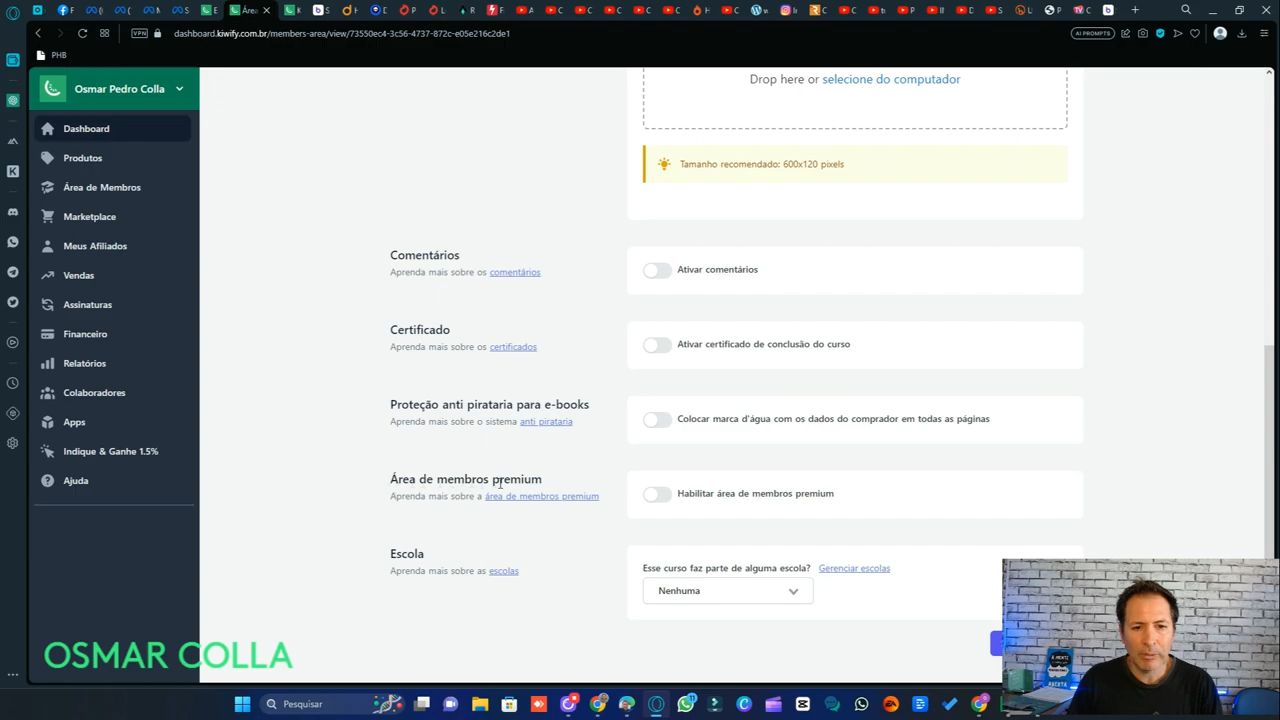 Área
dashboard.kiwify.com.br/members-area/view/73550ec4-3c56-4737-872c-e05e216c2de1
VPN
AI PROMPTS
PHB
Osmar Pedro Colla
Dashboard
Produtos
Área de Membros
Marketplace
Meus Afiliados
Vendas
Assinaturas
Financeiro
Relatórios
Colaboradores
Apps
Indique & Ganhe 1.5%
Ajuda
Drop here or selecione do computador
Tamanho recomendado: 600x120 pixels
Comentários
Aprenda mais sobre os comentários
Ativar comentários
Certificado
Aprenda mais sobre os certificados
Ativar certificado de conclusão do curso
Proteção anti pirataria para e-books
Aprenda mais sobre o sistema anti pirataria
Colocar marca d'água com os dados do comprador em todas as páginas
Área de membros premium
Aprenda mais sobre a área de membros premium
Habilitar área de membros premium
Escola
Aprenda mais sobre as escolas
Esse curso faz parte de alguma escola? Gerenciar escolas
Nenhuma
OSMAR COLLA
A MENTE
Pesquisar